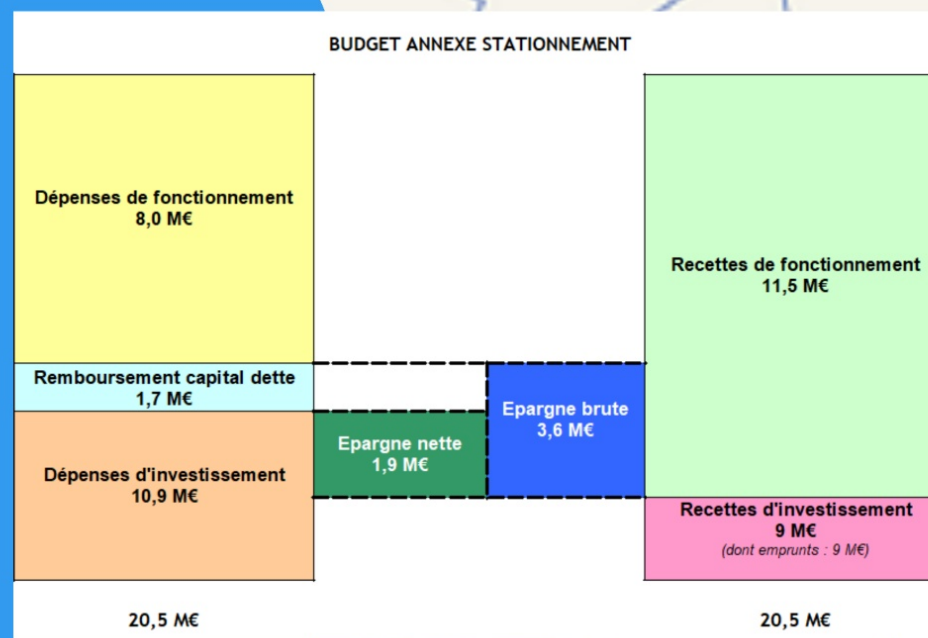 BUDGET ANNEXE STATIONNEMENT
Dépenses de fonctionnement
8,0 M€
Remboursement capital dette
1,7 M€
Dépenses d'investissement
10,9 M€
20,5 M€
Epargne nette
1,9 M€
Epargne brute
3,6 M€
Recettes de fonctionnement
11,5 M€
Recettes d'investissement
9 M€
(dont emprunts : 9 M€)
20,5 M€